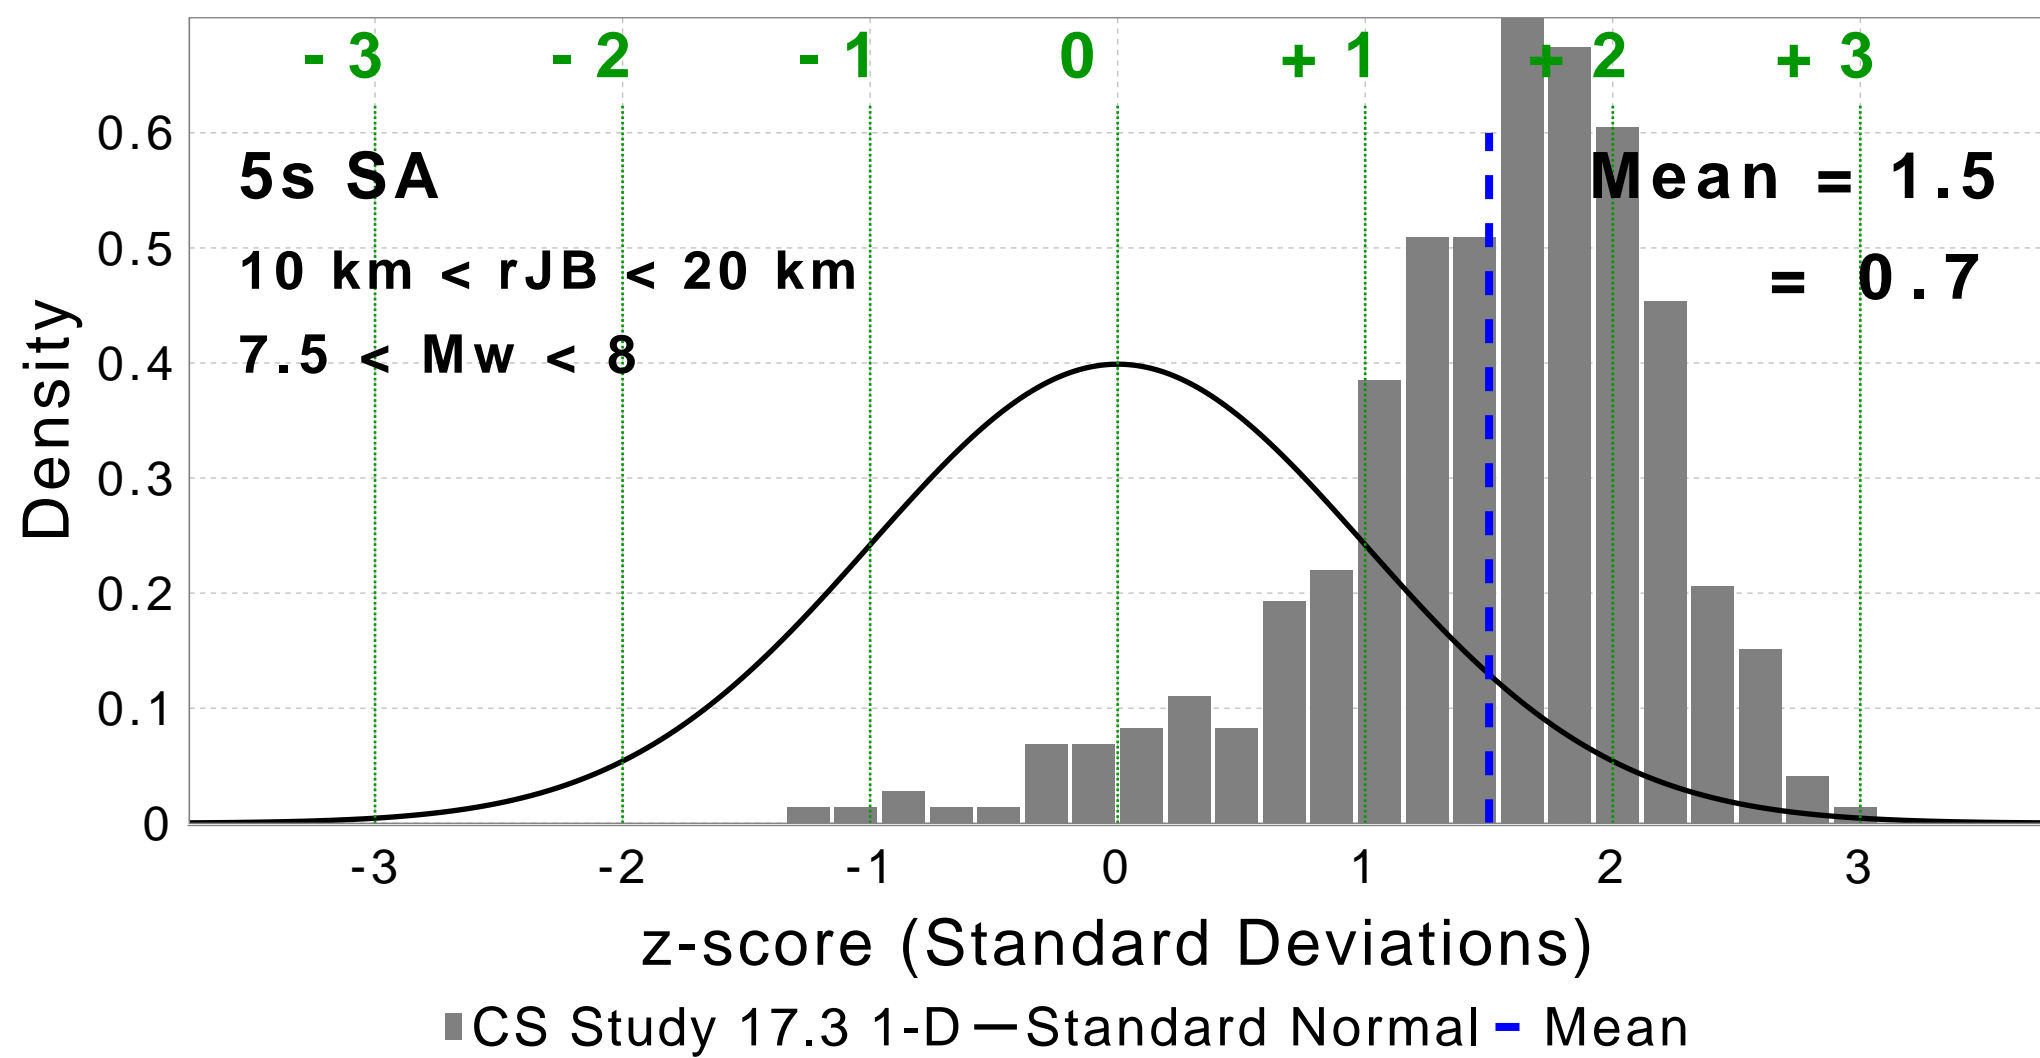 - 3 - 2 - 1 0 + 1 + 2 + 3
5s SA
Mean = 1.5
10 km < rJB < 20 km
= 0.7
7.5 < Mw < 8
Density
0.6
0.5
0.4
0.3
0.2
0.1
0
-3 -2 -1 0 1 2 3
z-score (Standard Deviations)
CS Study 17.3 1-D Standard Normal Mean